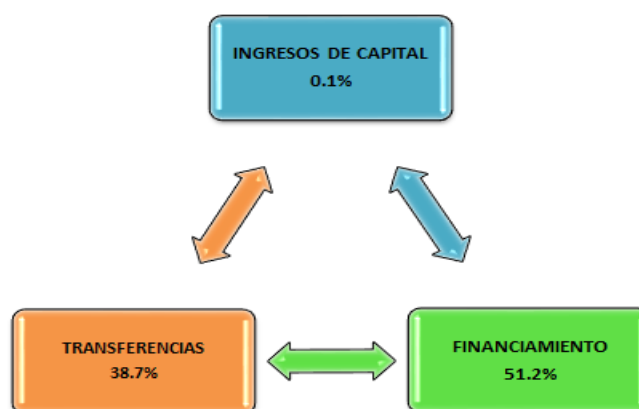 INGRESOS DE CAPITAL
0.1%
TRANSFERENCIAS
38.7%
FINANCIAMIENTO
51.2%